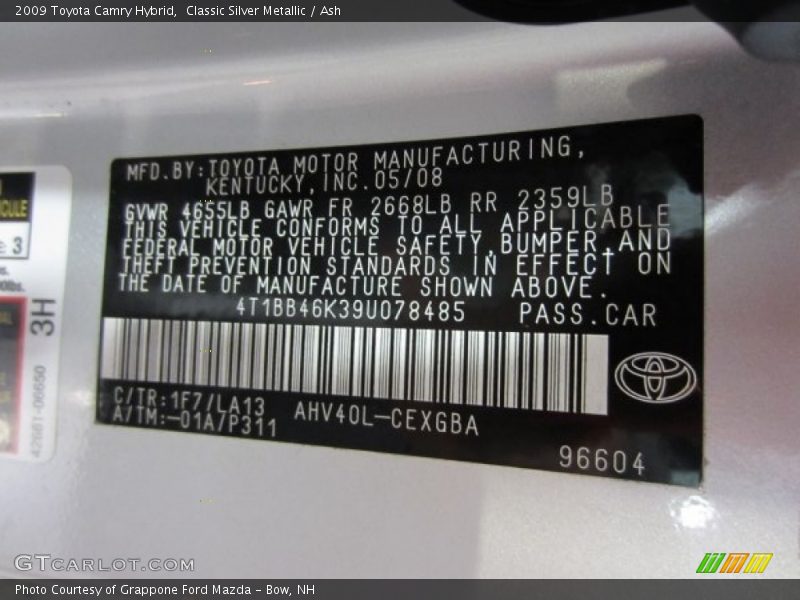 2009 Toyota Camry Hybrid,  Classic Silver Metallic / Ash
MFD.BY:TOYOTA MOTOR MANUFACTURING,
KENTUCKY,INC.05/08
GVWR 4655LB GAWR FR 2668LB RR 2359LB
THIS VEHICLE CONFORMS TO ALL APPLICABLE
FEDERAL MOTOR VEHICLE SAFETY,BUMPER,AND
THEFT PREVENTION STANDARDS IN EFFECT ON
THE DATE OF MANUFACTURE SHOWN ABOVE.
4T1BB46K39U078485 PASS.CAR
C/TR:1F7/LA13
A/TM:-01A/P311
AHV40L-CEXGBA
96604
3H
42661-06650
3
GTCARLOT.COM
Photo Courtesy of Grappone Ford Mazda - Bow, NH